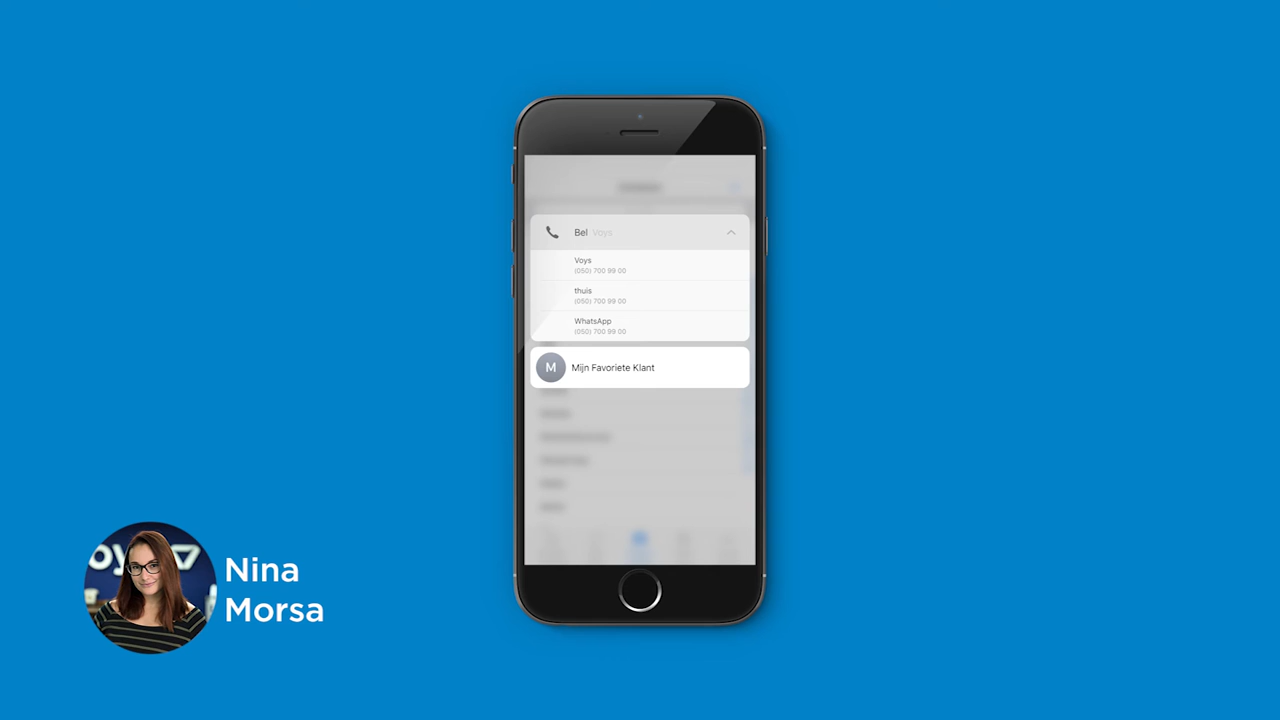 Bel Voys
Voys
(050) 700 99 00
thuis
(050) 700 99 00
WhatsApp
(050) 700 99 00
M
Mijn Favoriete Klant
Nina
Morsa